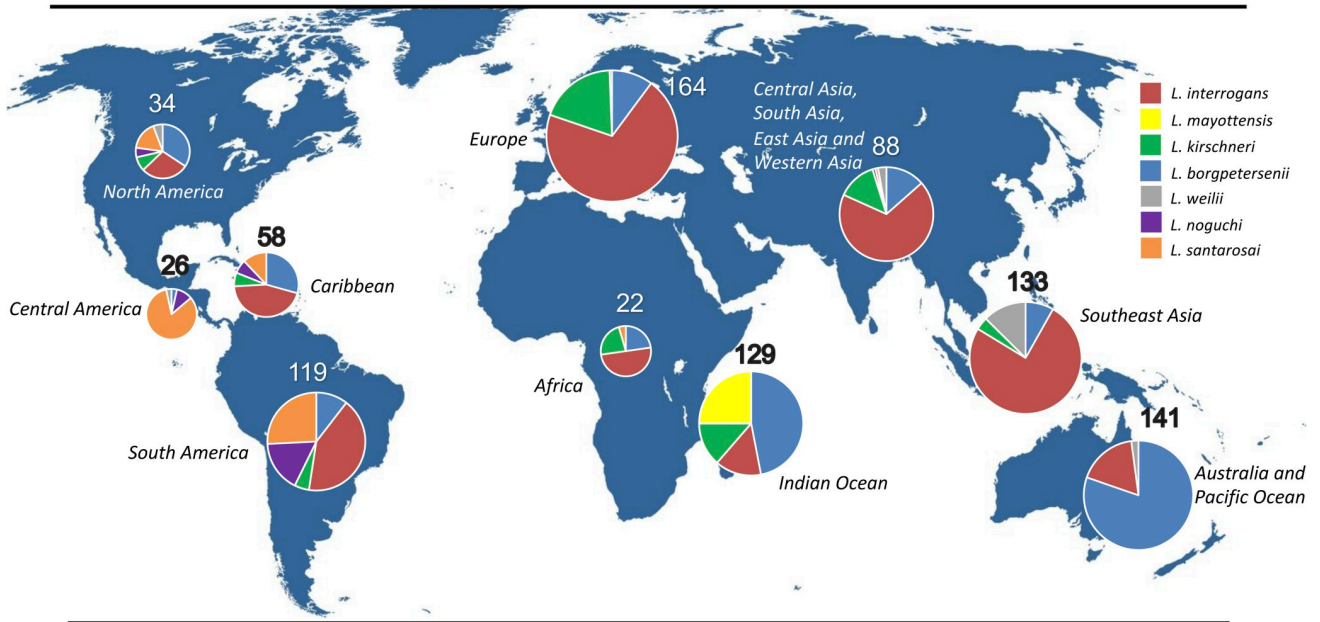 34
North America
58
Caribbean
26
Central America
119
South America
164
Europe
Central Asia,
South Asia,
East Asia and
Western Asia
88
22
Africa
129
Indian Ocean
133
Southeast Asia
141
Australia and
Pacific Ocean
L. interrogans
L. mayottensis
L. kirschneri
L. borgpetersenii
L. weilii
L. noguchi
L. santarosai